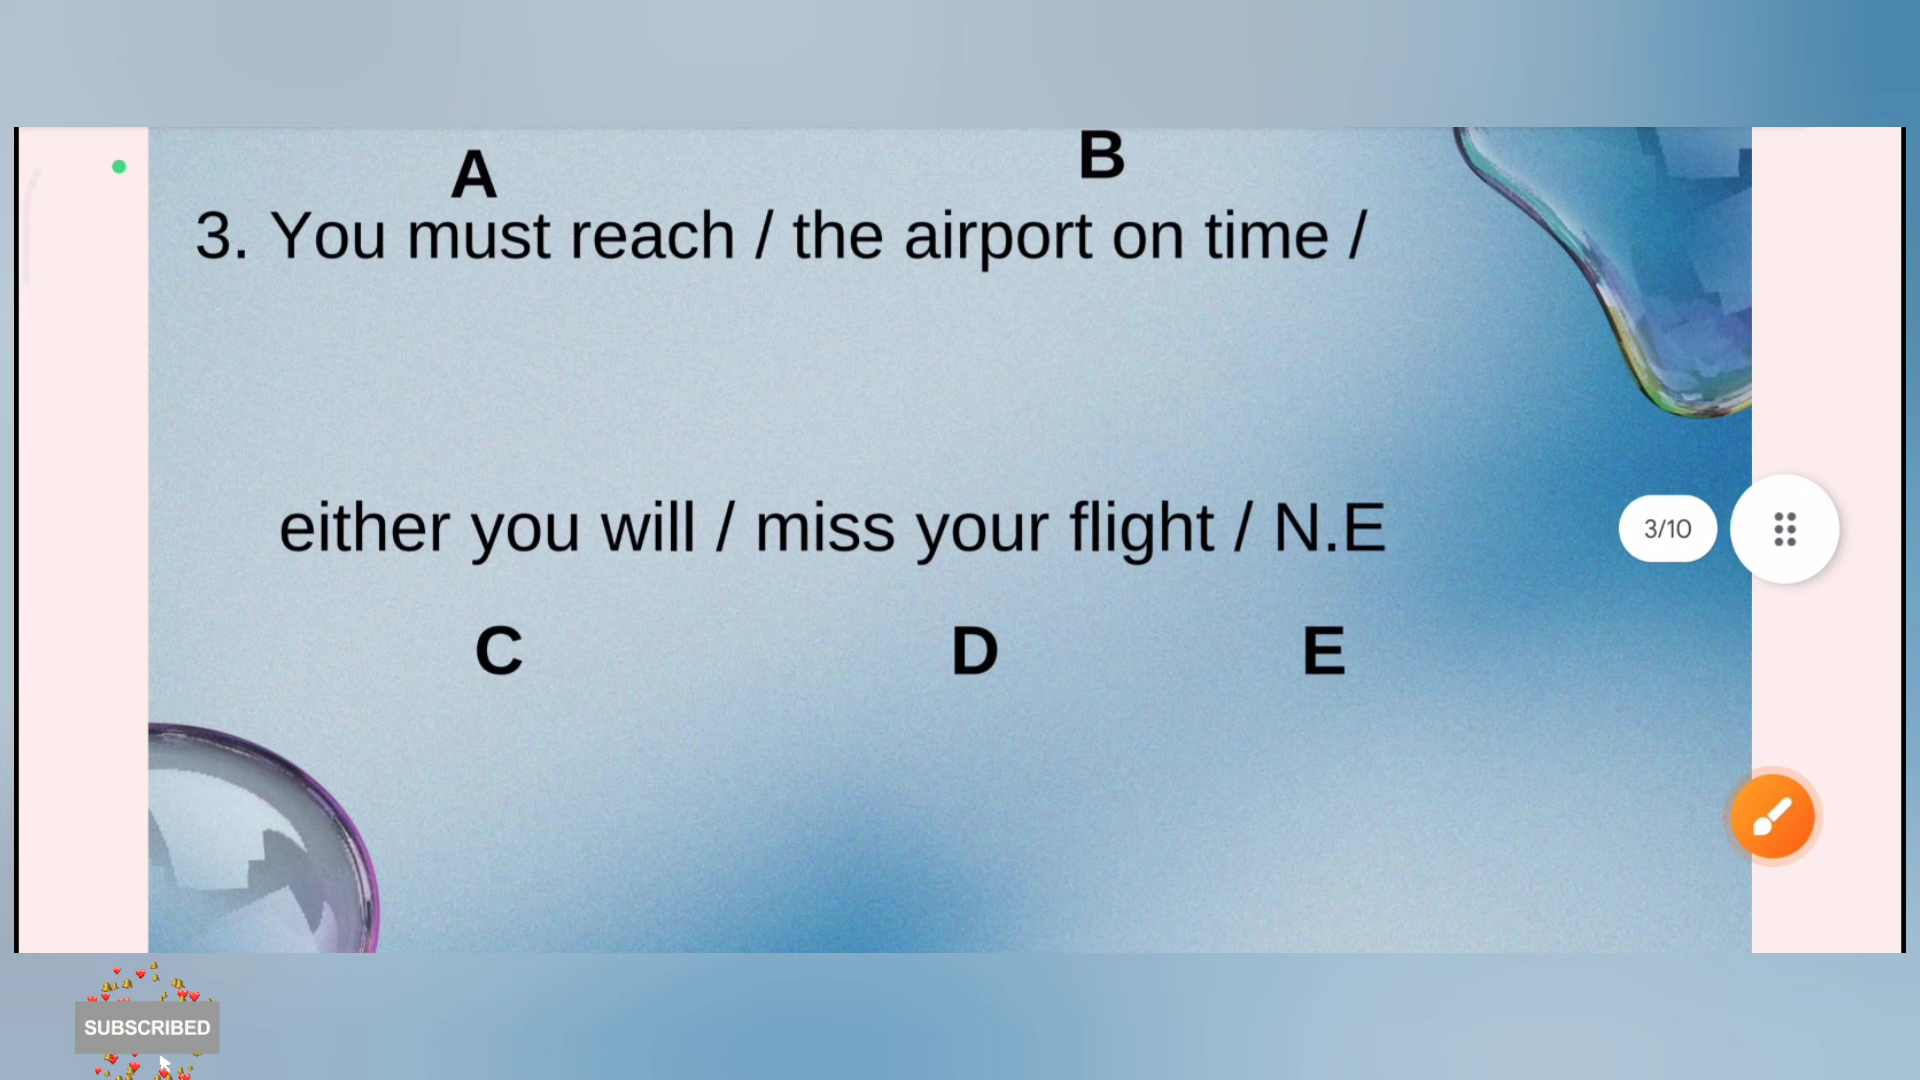 A B
3. You must reach / the airport on time /
either you will / miss your flight / N.E
3/10
C D E
SUBSCRIBED